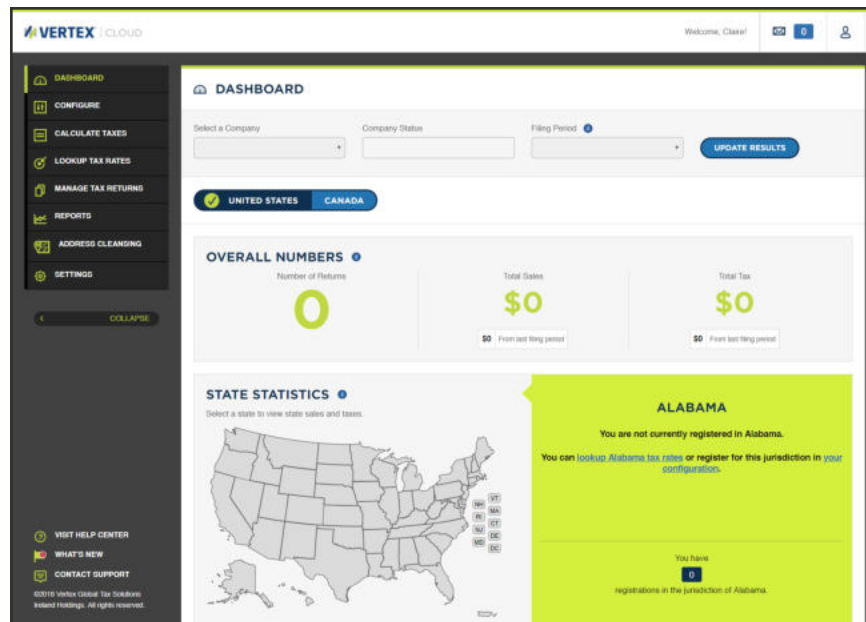 VERTEX CLOUD
Welcome, Claire!
0
DASHBOARD
CONFIGURE
CALCULATE TAXES
LOOKUP TAX RATES
MANAGE TAX RETURNS
REPORTS
ADDRESS CLEANSING
SETTINGS
COLLAPSE
VISIT HELP CENTER
WHAT'S NEW
CONTACT SUPPORT
©2018 Vertex Global Tax Solutions
Ireland Holdings. All rights reserved.
DASHBOARD
Select a Company
Company Status
Filing Period
UPDATE RESULTS
UNITED STATES CANADA
OVERALL NUMBERS
Number of Returns
0
Total Sales
$0
$0 From last filing period
Total Tax
$0
$0 From last filing period
STATE STATISTICS
Select a state to view state sales and taxes.
VT
NH
MA
RI
CT
NJ
DE
MD
DC
ALABAMA
You are not currently registered in Alabama.
You can lookup Alabama tax rates or register for this jurisdiction in your
configuration.
You have
0
registrations in the jurisdiction of Alabama.